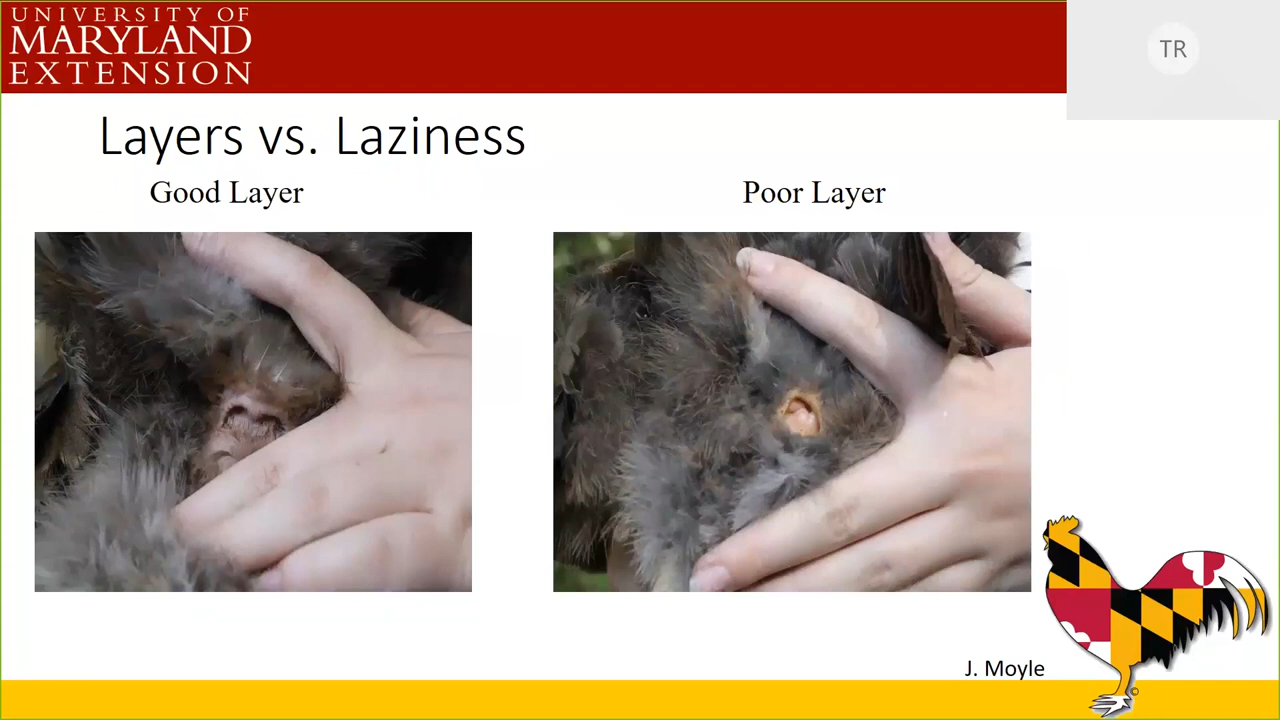 UNIVERSITY OF
MARYLAND
EXTENSION
TR
Layers vs. Laziness
Good Layer
Poor Layer
J. Moyle
©